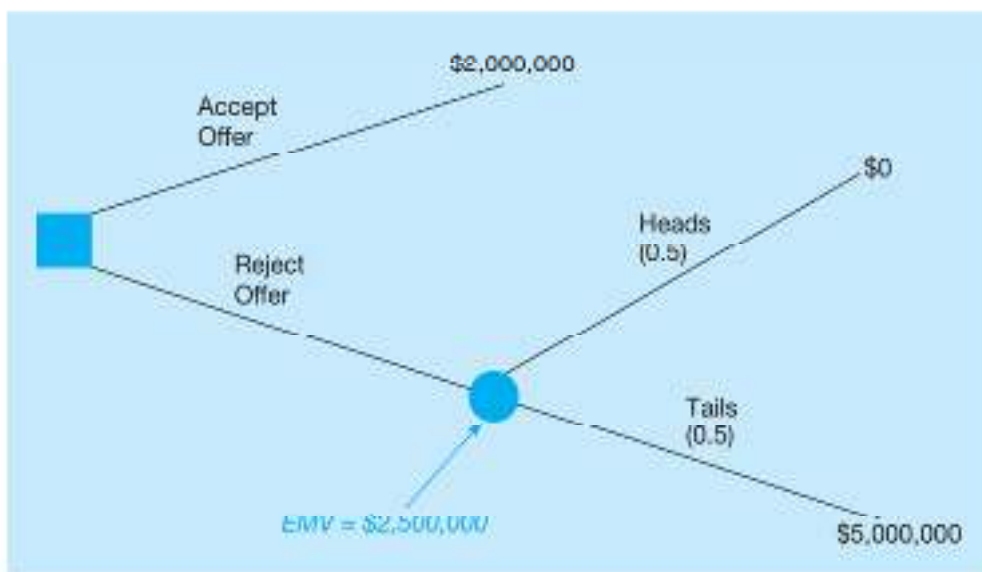 $2,000,000
Accept
Offer
$0
Heads
(0.5)
Reject
Offer
Tails
(0.5)
EMV = $2,500,000
$5,000,000